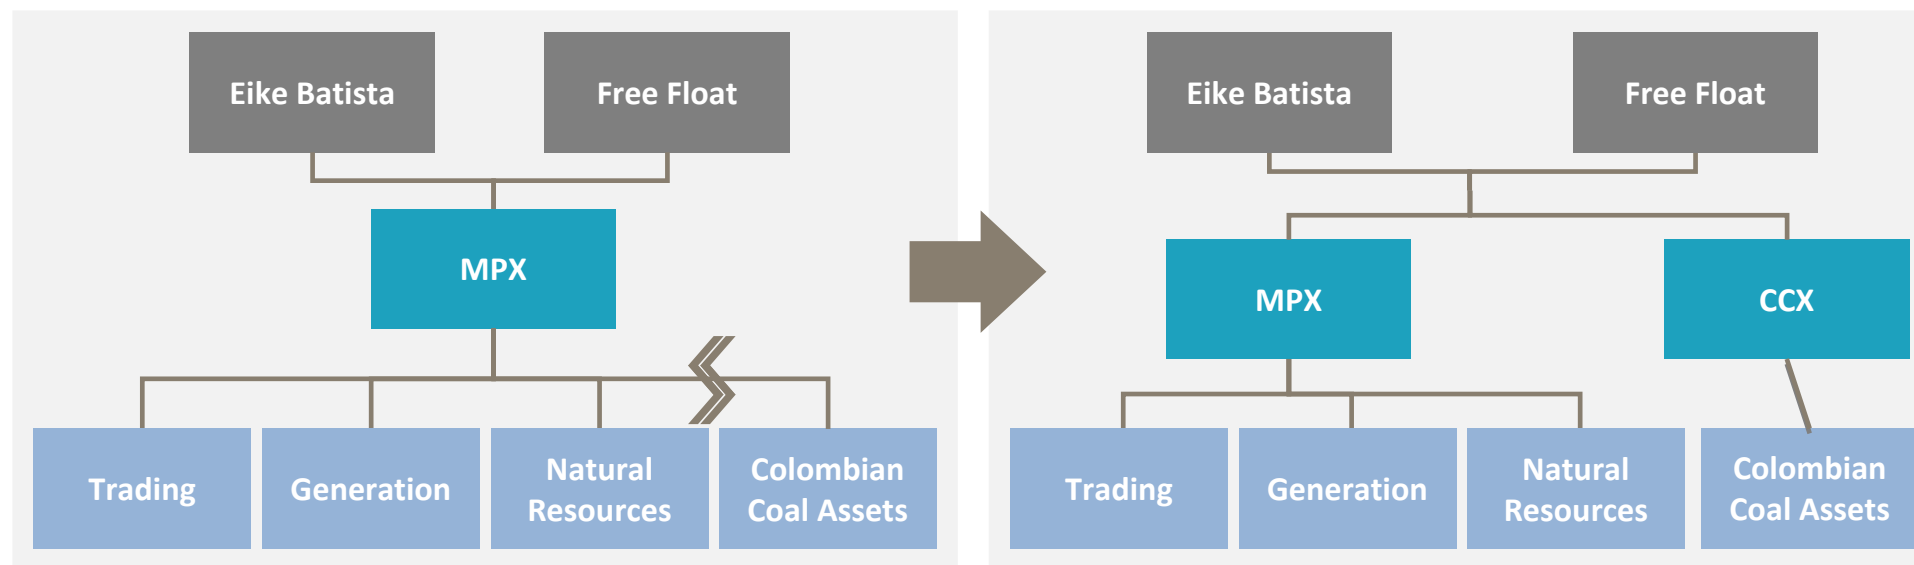 Eike Batista
Free Float
MPX
Trading
Generation
Natural
Resources
Colombian
Coal Assets
Eike Batista
Free Float
MPX
CCX
Trading
Generation
Natural
Resources
Colombian
Coal Assets